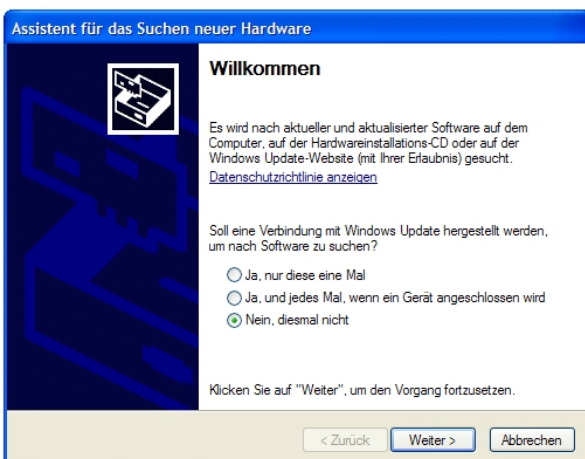 Assistent für das Suchen neuer Hardware
Willkommen
Es wird nach aktueller und aktualisierter Software auf dem
Computer, auf der Hardwareinstallations-CD oder auf der
Windows Update-Website (mit Ihrer Erlaubnis) gesucht.
Datenschutzrichtlinie anzeigen
Soll eine Verbindung mit Windows Update hergestellt werden,
um nach Software zu suchen?
Ja, nur diese eine Mal
Ja, und jedes Mal, wenn ein Gerät angeschlossen wird
Nein, diesmal nicht
Klicken Sie auf "Weiter", um den Vorgang fortzusetzen.
< Zurück Weiter > Abbrechen